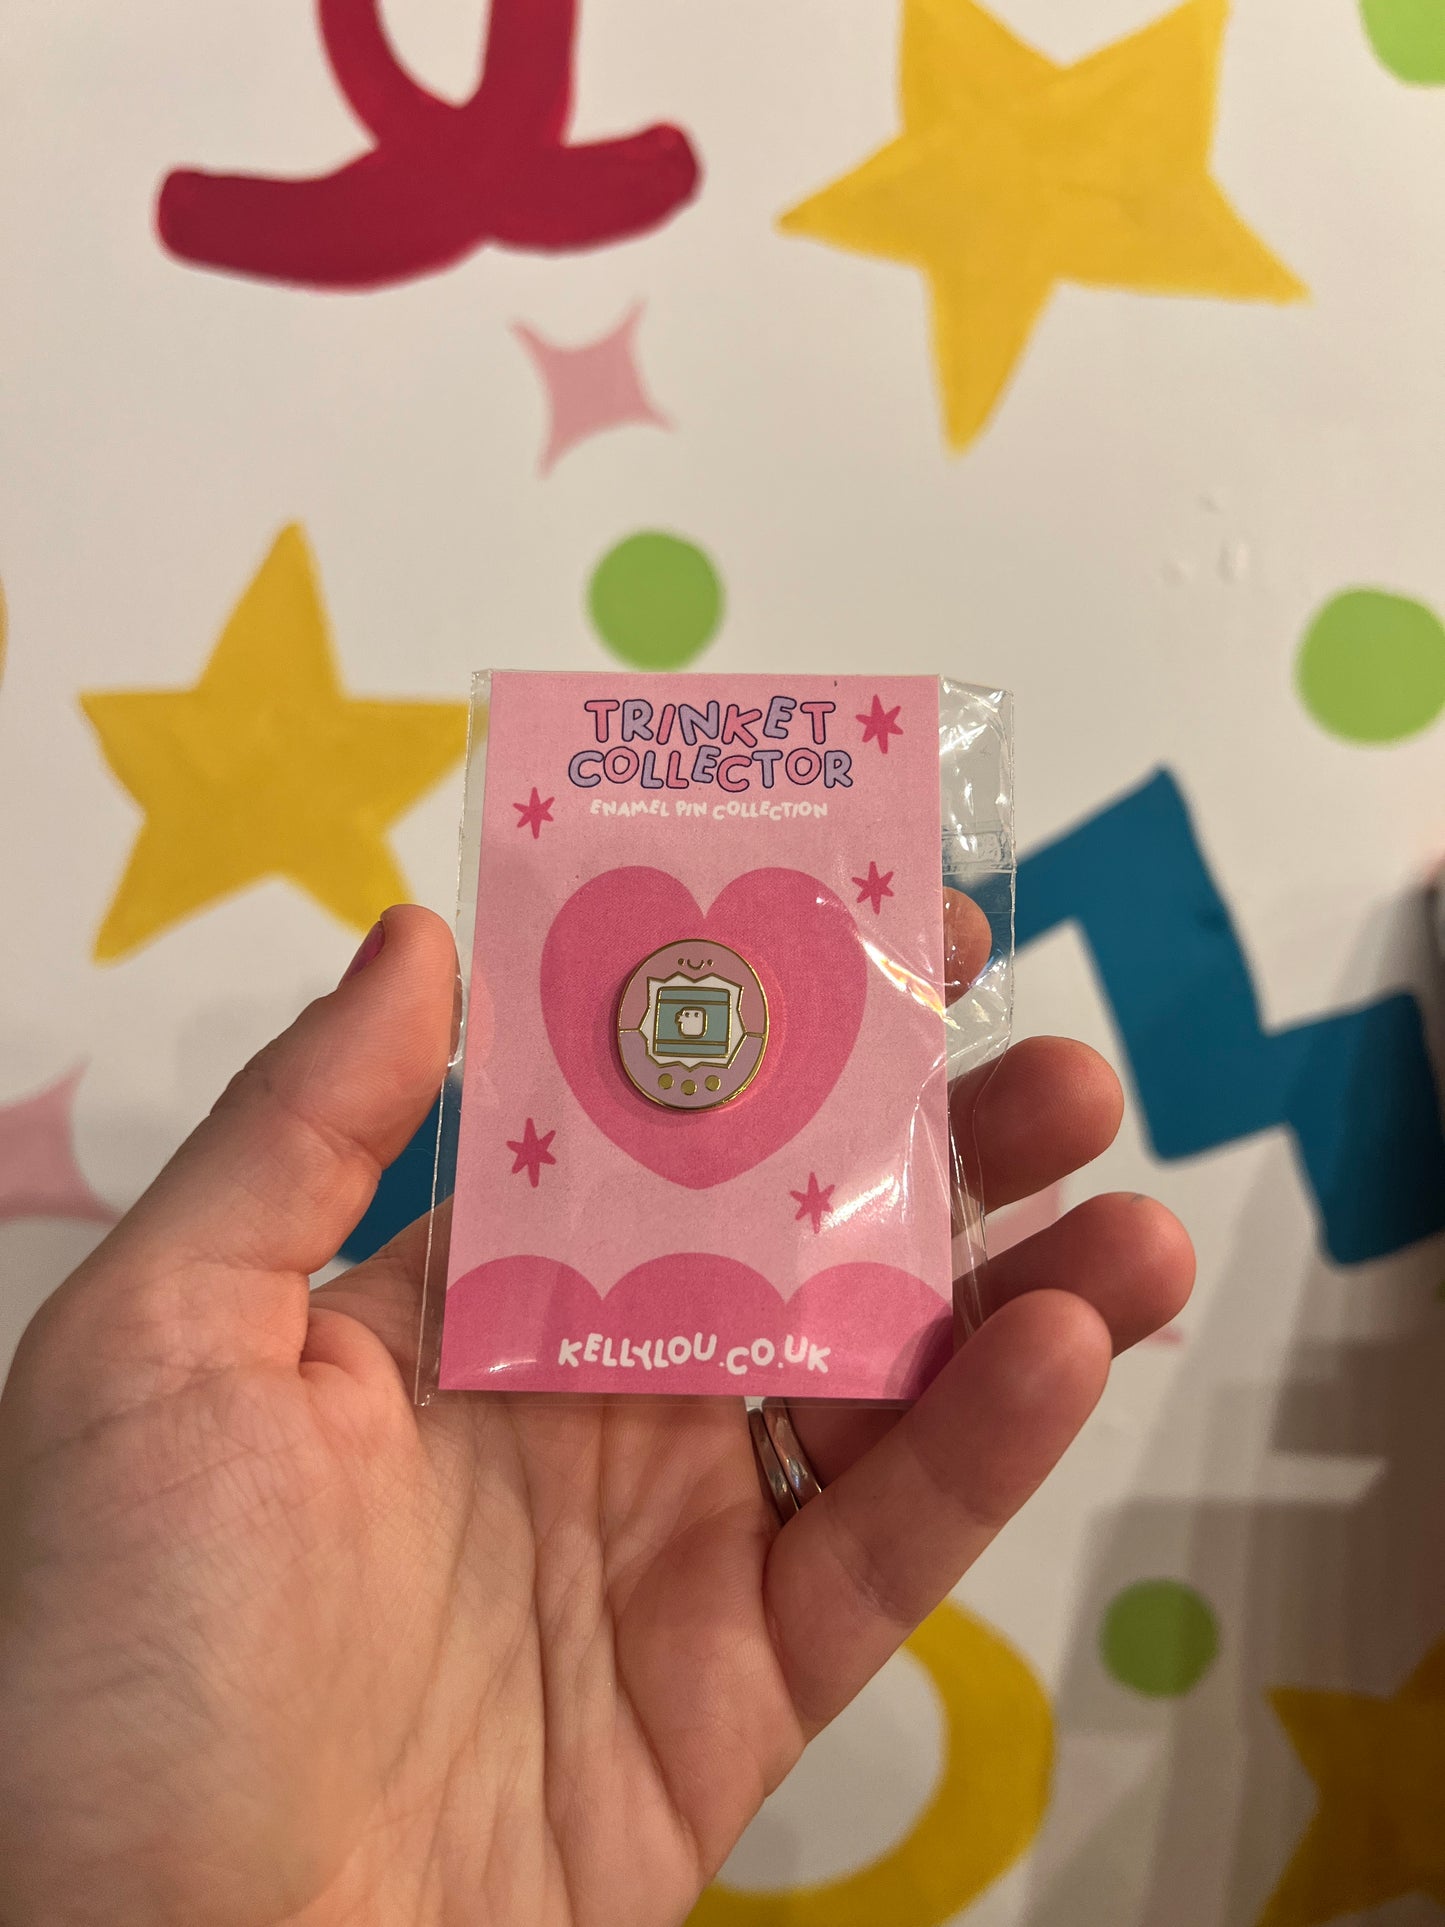 TRINKET
COLLECTOR
ENAMEL PIN COLLECTION
KELLYLOU.CO.UK